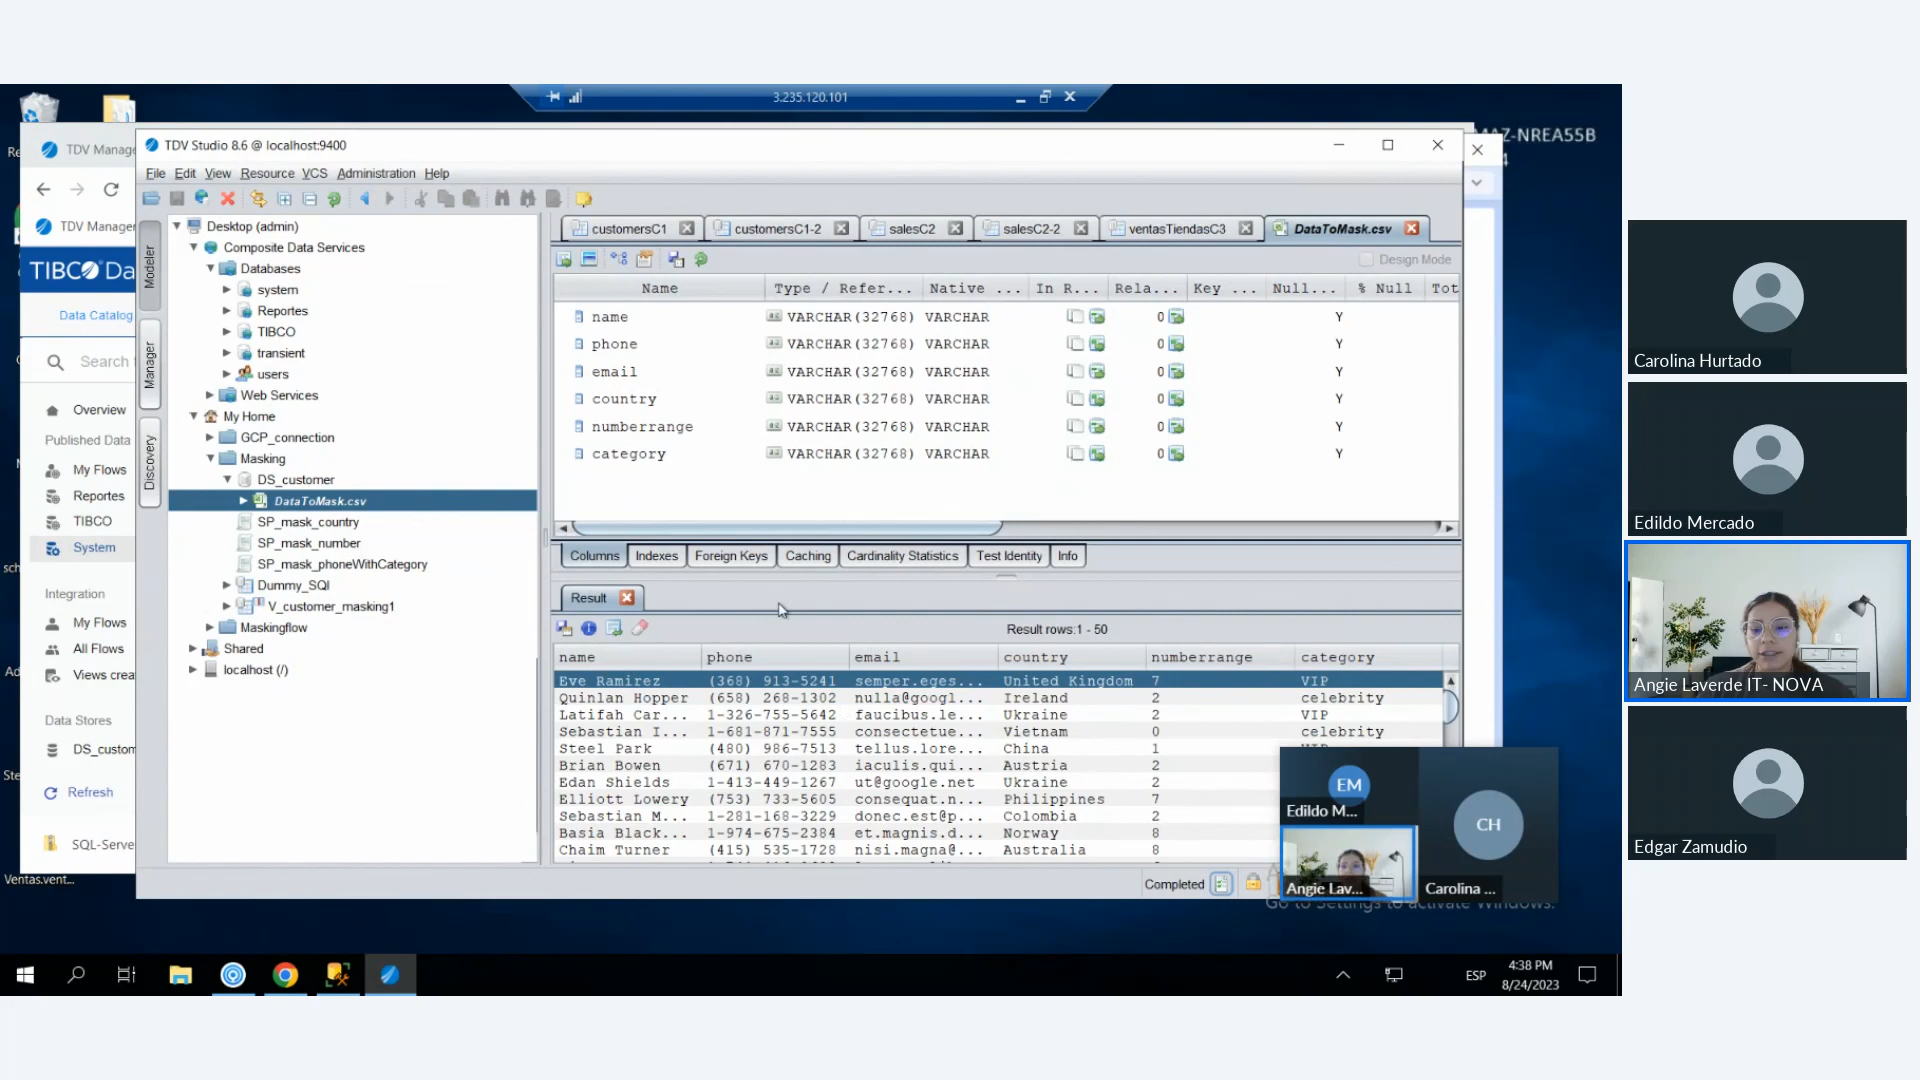 3.235.120.101
AZ-NREA55B
TDV Manage
TDV Manager
TIBCO Da
Data Catalog
Search
Overview
Published Data
My Flows
Reportes
TIBCO
System
Integration
My Flows
All Flows
Views crea
Data Stores
DS_custom
Refresh
SQL-Serve
Ventas.vent...
TDV Studio 8.6 @ localhost:9400
File Edit View Resource VCS Administration Help
Modeler
Manager
Discovery
Desktop (admin)
Composite Data Services
Databases
system
Reportes
TIBCO
transient
users
Web Services
My Home
GCP_connection
Masking
DS_customer
DataToMask.csv
SP_mask_country
SP_mask_number
SP_mask_phoneWithCategory
Dummy_SQl
V_customer_masking1
Maskingflow
Shared
localhost (/)
customersC1 customersC1-2 salesC2 salesC2-2 ventasTiendasC3 DataToMask.csv
Design Mode
Name Type / Refer... Native ... In R... Rela... Key ... Null... % Null Tot
name VARCHAR(32768) VARCHAR 0 Y
phone VARCHAR(32768) VARCHAR 0 Y
email VARCHAR(32768) VARCHAR 0 Y
country VARCHAR(32768) VARCHAR 0 Y
numberrange VARCHAR(32768) VARCHAR 0 Y
category VARCHAR(32768) VARCHAR 0 Y
Columns Indexes Foreign Keys Caching Cardinality Statistics Test Identity Info
Result
Result rows:1 - 50
name phone email country numberrange category
Eve Ramirez (368) 913-5241 semper.eges... United Kingdom 7 VIP
Quinlan Hopper (658) 268-1302 nulla@googl... Ireland 2 celebrity
Latifah Car... 1-326-755-5642 faucibus.le... Ukraine 2 VIP
Sebastian I... 1-681-871-7555 consectetue... Vietnam 0 celebrity
Steel Park (480) 986-7513 tellus.lore... China 1
Brian Bowen (671) 670-1283 iaculis.qui... Austria 2
Edan Shields 1-413-449-1267 ut@google.net Ukraine 2
Elliott Lowery (753) 733-5605 consequat.n... Philippines 7
Sebastian M... 1-281-168-3229 donec.est@p... Colombia 2
Basia Black... 1-974-675-2384 et.magnis.d... Norway 8
Chaim Turner (415) 535-1728 nisi.magna@... Australia 8
Completed
Go to Settings to activate Windows.
EM
Edildo M...
CH
Angie Lav...
Carolina ...
ESP
4:38 PM
8/24/2023
Carolina Hurtado
Edildo Mercado
Angie Laverde IT- NOVA
Edgar Zamudio